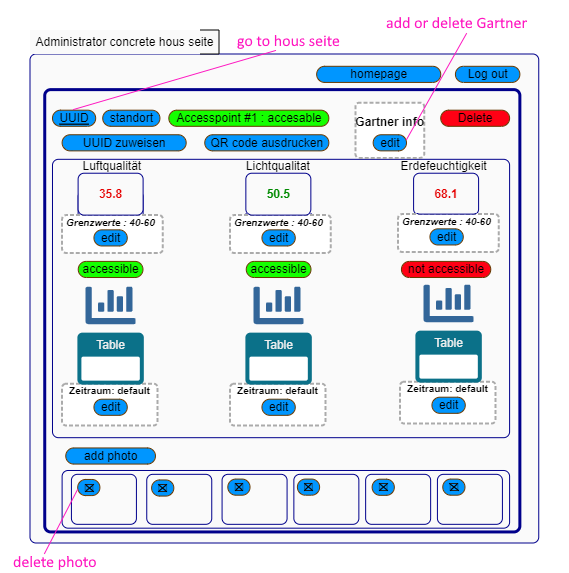 add or delete Gartner
Administrator concrete hous seite
go to hous seite
homepage
Log out
UUID
standort
Accesspoint #1 : accesable
Gartner info
Delete
UUID zuweisen
QR code ausdrucken
edit
Luftqualität
Lichtqualitat
Erdefeuchtigkeit
35.8
50.5
68.1
Grenzwerte : 40-60
Grenzwerte : 40-60
Grenzwerte : 40-60
edit
edit
edit
accessible
accessible
not accessible
Table
Table
Table
Zeitraum: default
Zeitraum: default
Zeitraum: default
edit
edit
edit
add photo
delete photo